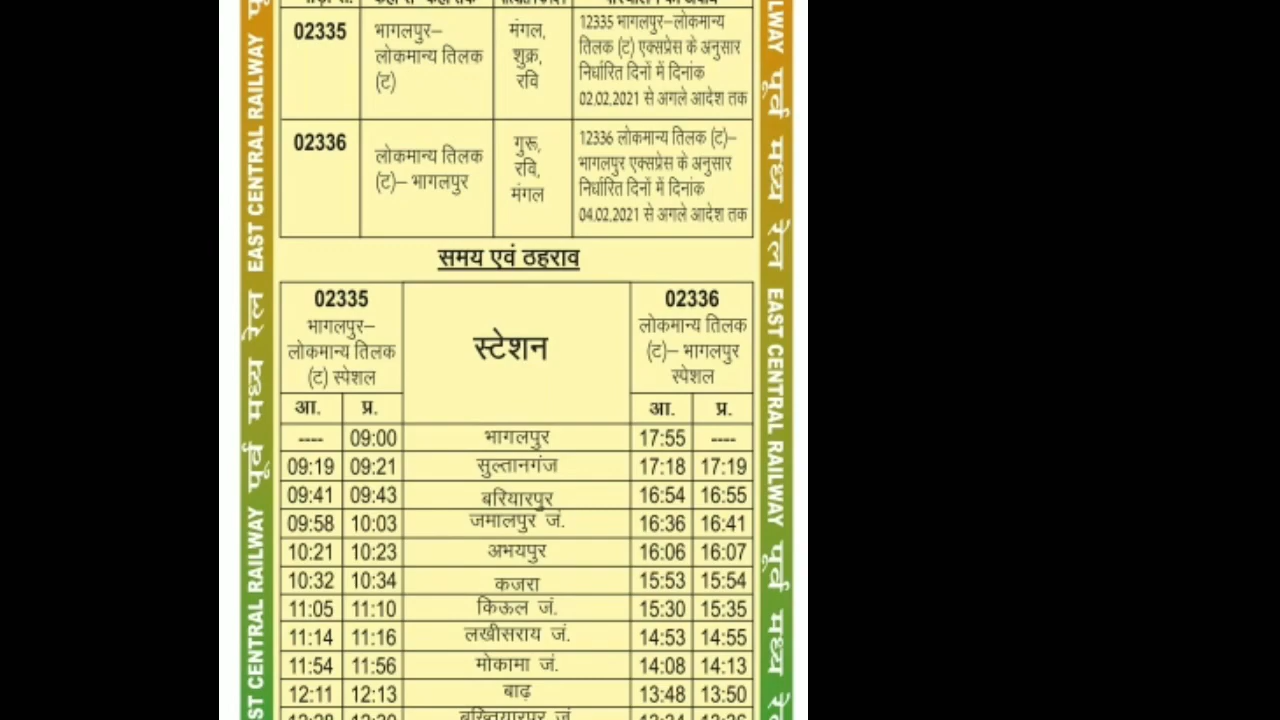 02335
भागलपुर–
लोकमान्य तिलक
(ट)
मंगल,
शुक्र,
रवि
12335 भागलपुर–लोकमान्य
तिलक (ट) एक्सप्रेस के अनुसार
निर्धारित दिनों में दिनांक
02.02.2021 से अगले आदेश तक
02336
लोकमान्य तिलक
(ट)– भागलपुर
गुरू,
रवि,
मंगल
12336 लोकमान्य तिलक (ट)–
भागलपुर एक्सप्रेस के अनुसार
निर्धारित दिनों में दिनांक
04.02.2021 से अगले आदेश तक
समय एवं ठहराव
02335
भागलपुर–
लोकमान्य तिलक
(ट) स्पेशल
स्टेशन
02336
लोकमान्य तिलक
(ट)– भागलपुर
स्पेशल
आ. प्र. आ. प्र.
---- 09:00 भागलपुर 17:55 ----
09:19 09:21 सुल्तानगंज 17:18 17:19
09:41 09:43 बरियारपुर 16:54 16:55
09:58 10:03 जमालपुर जं. 16:36 16:41
10:21 10:23 अभयपुर 16:06 16:07
10:32 10:34 कजरा 15:53 15:54
11:05 11:10 किऊल जं. 15:30 15:35
11:14 11:16 लखीसराय जं. 14:53 14:55
11:54 11:56 मोकामा जं. 14:08 14:13
12:11 12:13 बाढ़ 13:48 13:50
बख्तियारपुर जं.
EAST CENTRAL RAILWAY
पूर्व मध्य रेल
EAST CENTRAL RAILWAY
पूर्व मध्य रेल
EAST CENTRAL RAILWAY
पूर्व मध्य